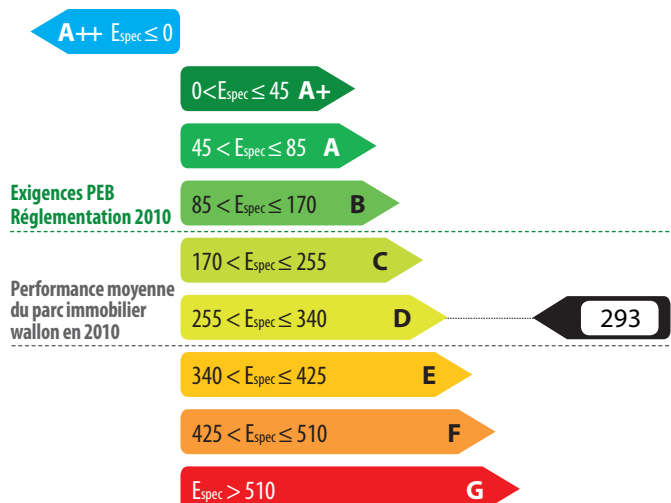 A++ Espec ≤ 0
0<Espec ≤ 45 A+
45 < Espec ≤ 85 A
Exigences PEB
Réglementation 2010
85 < Espec ≤ 170 B
170 < Espec ≤ 255 C
Performance moyenne
du parc immobilier
wallon en 2010
255 < Espec ≤ 340 D
293
340 < Espec ≤ 425 E
425 < Espec ≤ 510 F
Espec > 510 G